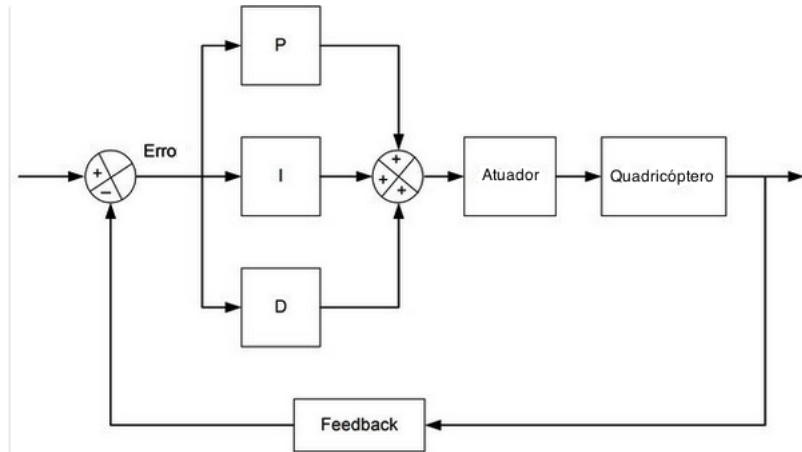 P
Erro
+
−
I
+
+
+
Atuador
Quadricóptero
D
Feedback